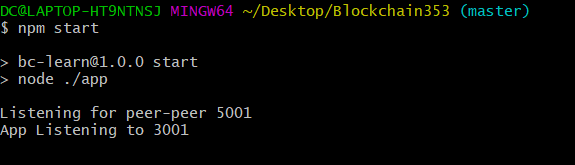 DC@LAPTOP-HT9NTNSJ MINGW64 ~/Desktop/Blockchain353 (master)
$ npm start
> bc-learn@1.0.0 start
> node ./app
Listening for peer-peer 5001
App Listening to 3001